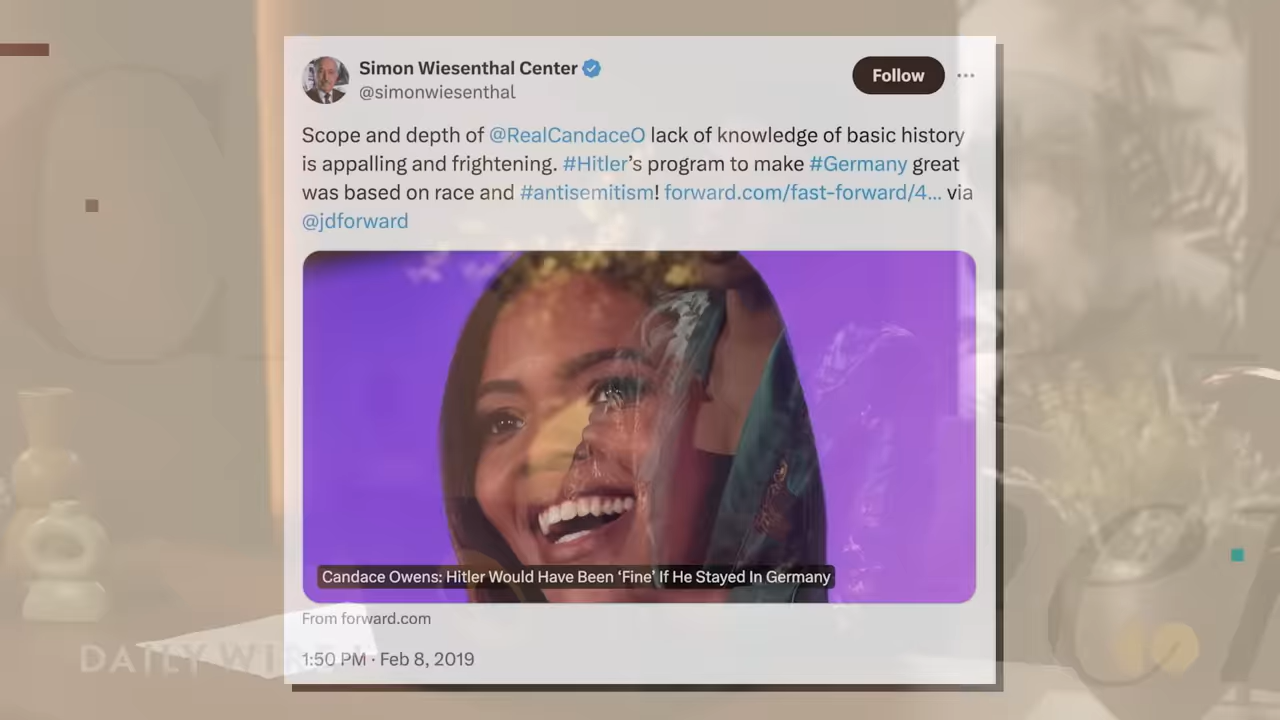 Simon Wiesenthal Center
Follow
@simonwiesenthal
Scope and depth of @RealCandaceO lack of knowledge of basic history
is appalling and frightening. #Hitler's program to make #Germany great
was based on race and #antisemitism! forward.com/fast-forward/4... via
@jdforward
Candace Owens: Hitler Would Have Been ‘Fine’ If He Stayed In Germany
From forward.com
1:50 PM · Feb 8, 2019
DAILY